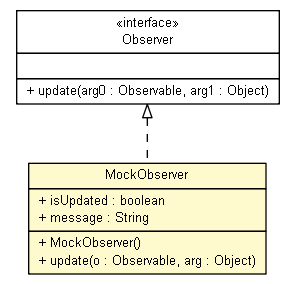 «interface»
Observer
+ update(arg0 : Observable, arg1 : Object)
MockObserver
+ isUpdated : boolean
+ message : String
+ MockObserver()
+ update(o : Observable, arg : Object)